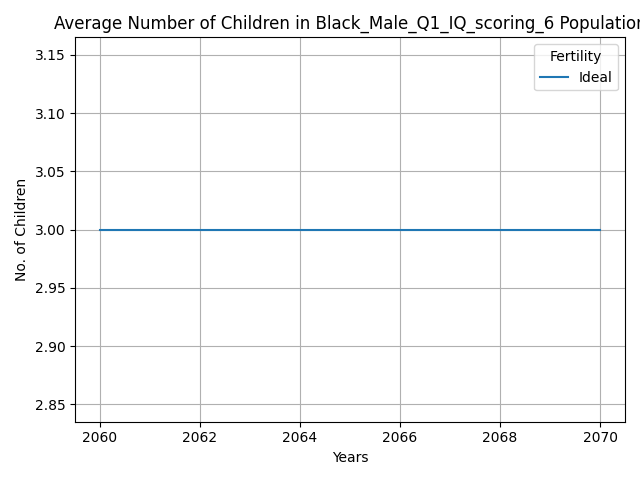 Average Number of Children in Black_Male_Q1_IQ_scoring_6 Population
3.15
3.10
3.05
3.00
2.95
2.90
2.85
No. of Children
Fertility
Ideal
2060 2062 2064 2066 2068 2070
Years